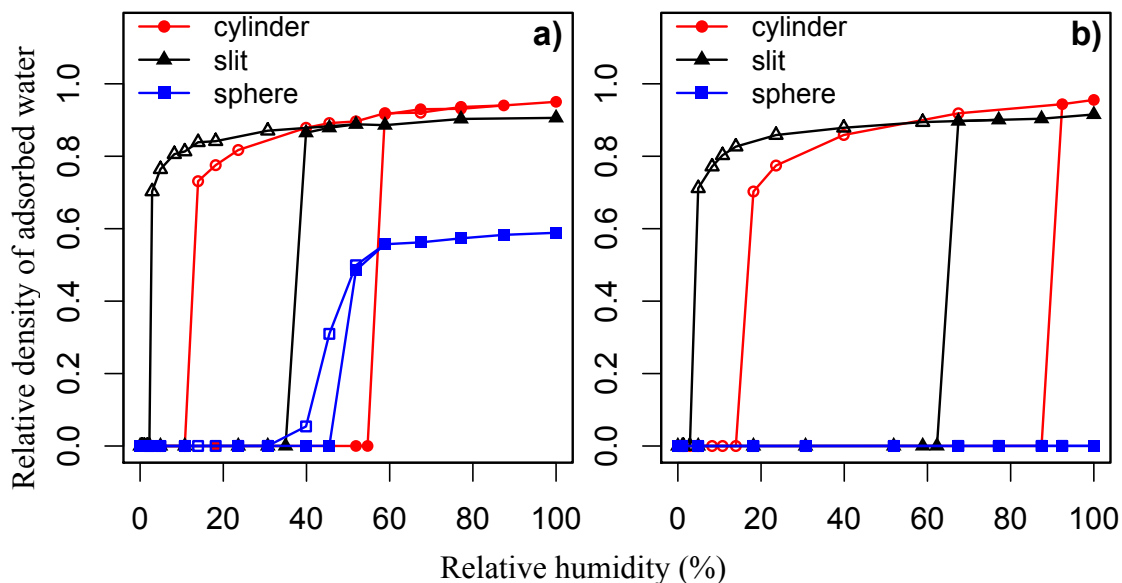 Relative density of adsorbed water
a)
cylinder
slit
sphere
1.0
0.8
0.6
0.4
0.2
0.0
0 20 40 60 80 100
b)
cylinder
slit
sphere
1.0
0.8
0.6
0.4
0.2
0.0
0 20 40 60 80 100
Relative humidity (%)